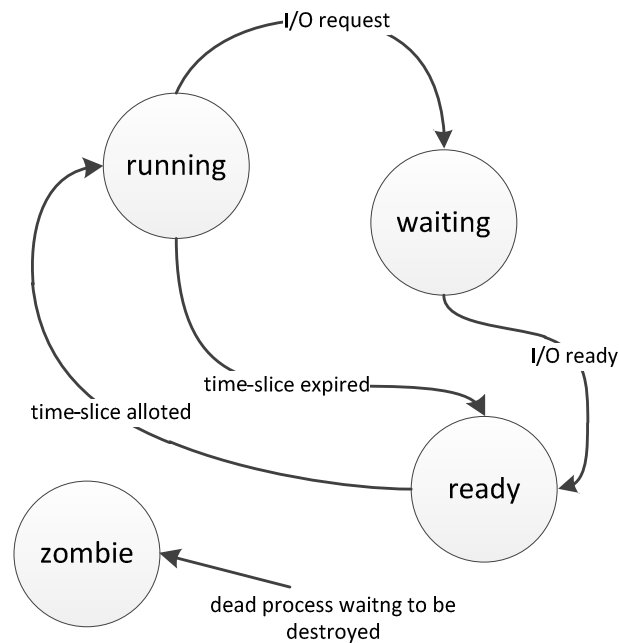 I/O request
running
waiting
I/O ready
time-slice expired
time-slice alloted
ready
zombie
dead process waitng to be
destroyed